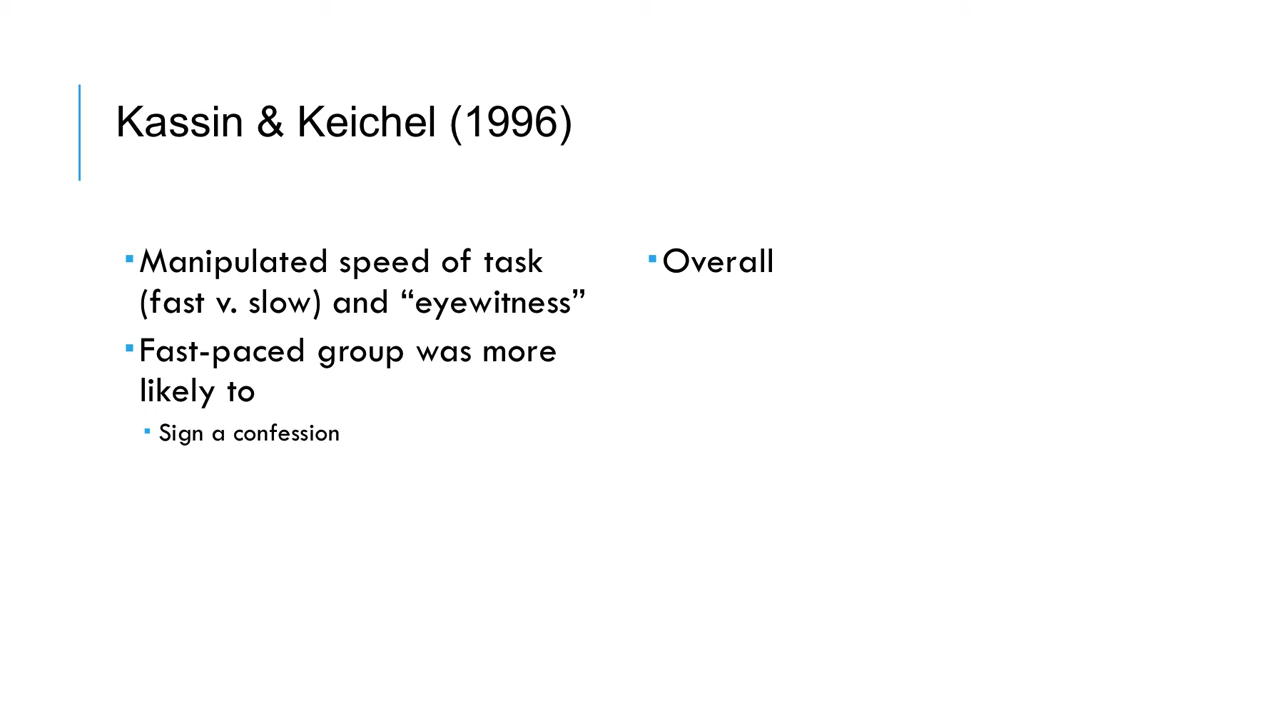 Kassin & Keichel (1996)
▪Manipulated speed of task
(fast v. slow) and “eyewitness”
▪Fast-paced group was more
likely to
▪Sign a confession
▪Overall